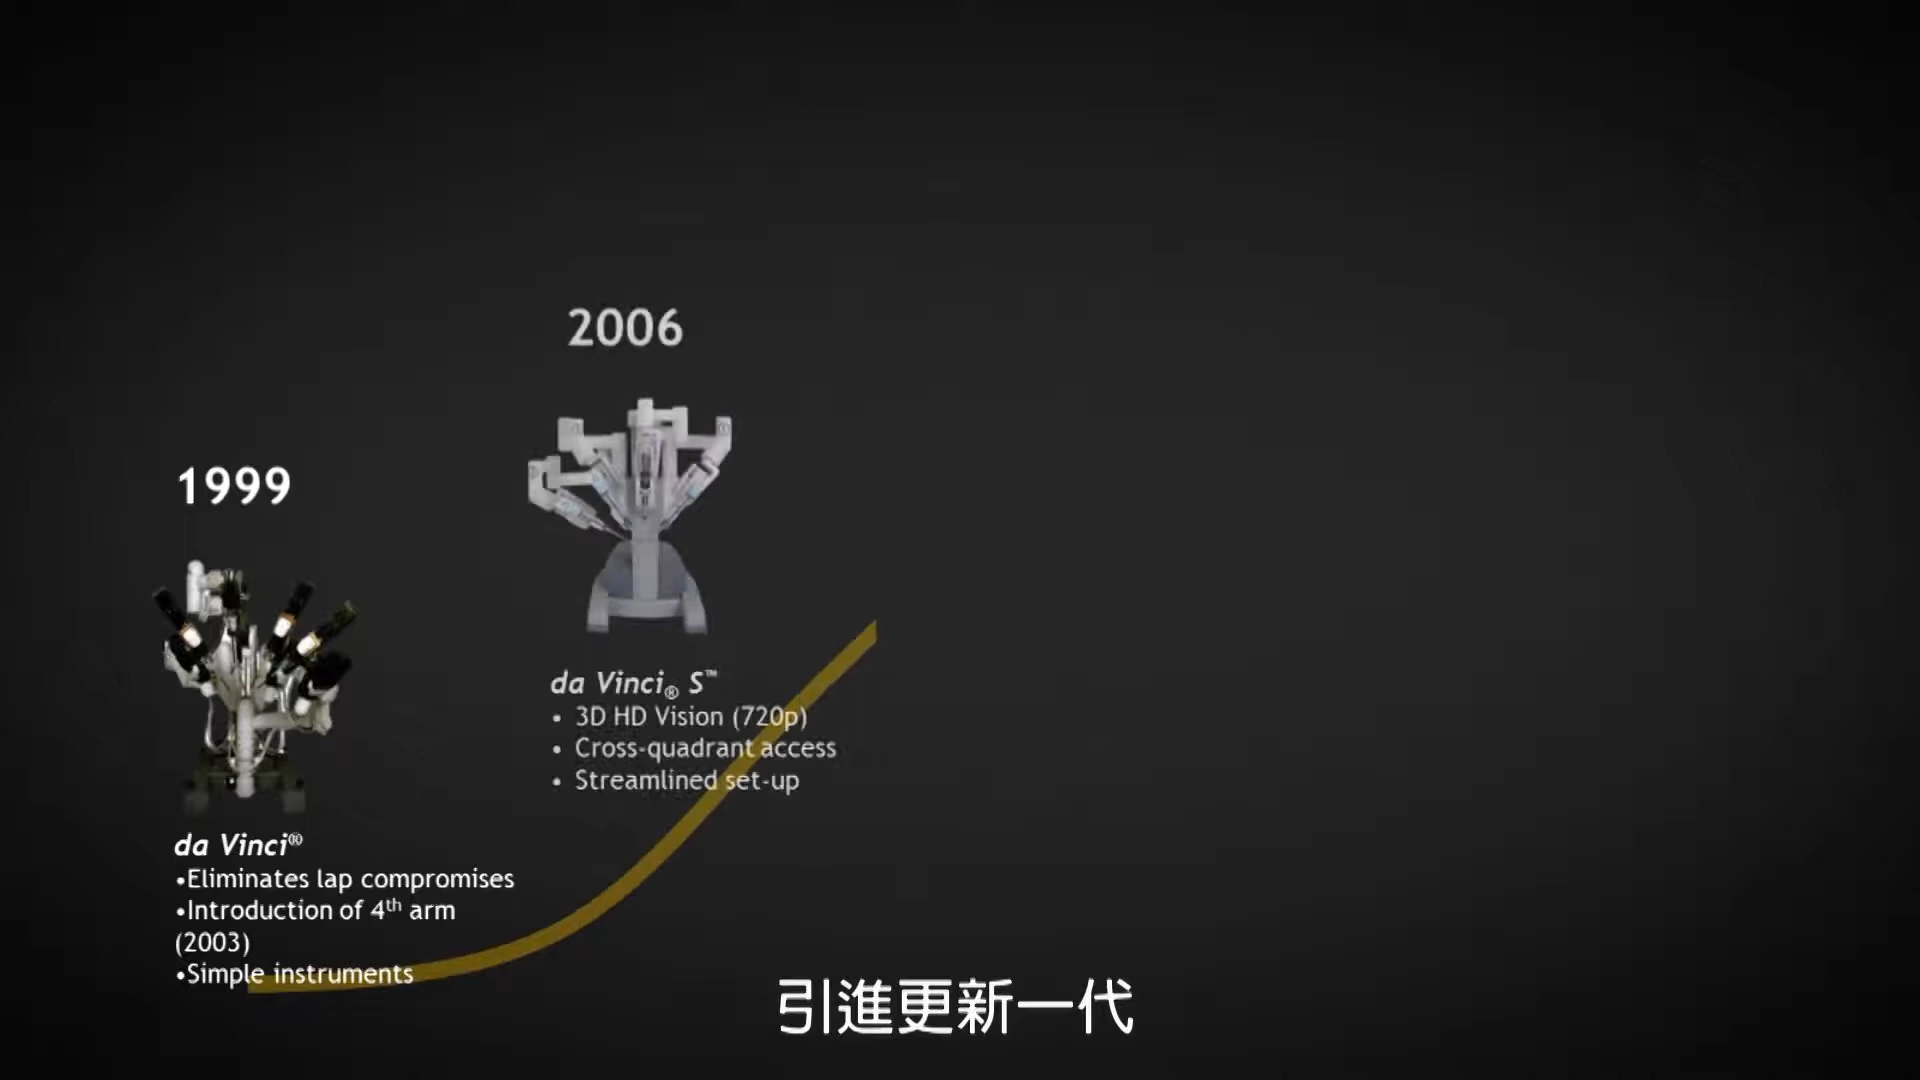 1999
da Vinci®
•Eliminates lap compromises
•Introduction of 4th arm
(2003)
•Simple instruments
2006
da Vinci® S™
• 3D HD Vision (720p)
• Cross-quadrant access
• Streamlined set-up
引進更新一代